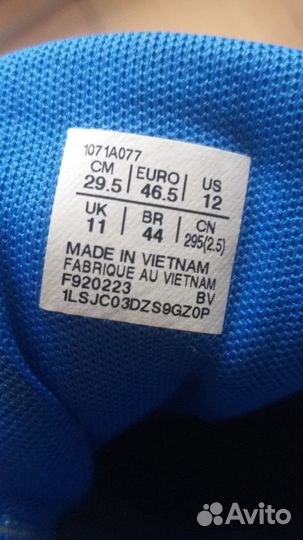 1071A077
CM EURO US
29.5 46.5 12
UK BR CN
11 44 295(2.5)
MADE IN VIETNAM
FABRIQUE AU VIETNAM
F920223 BV
1LSJC03DZS9GZ0P
Avito